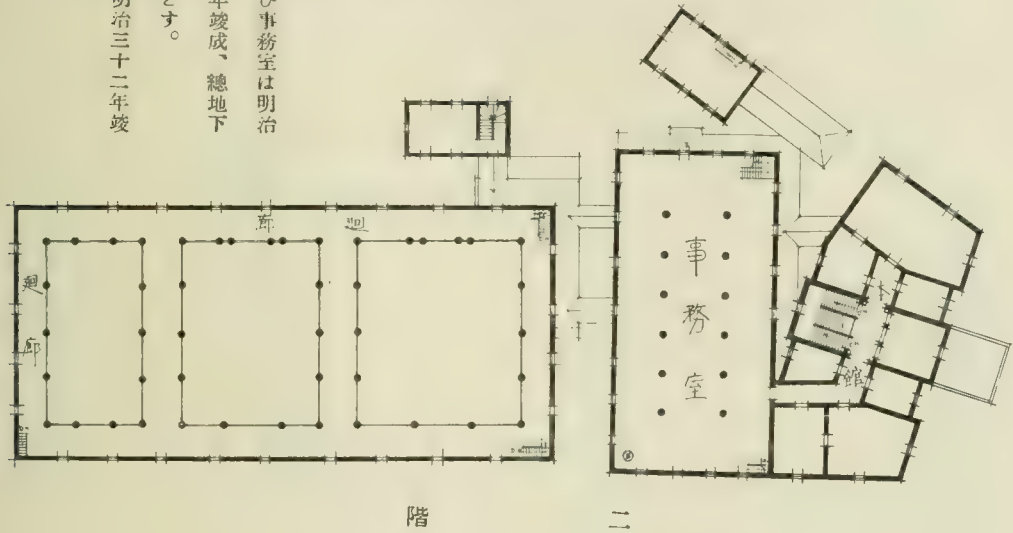 び事務室は明治
年竣成、總地下
とす。
明治三十二年竣
館
事務室
廻廊
廻廊
二階